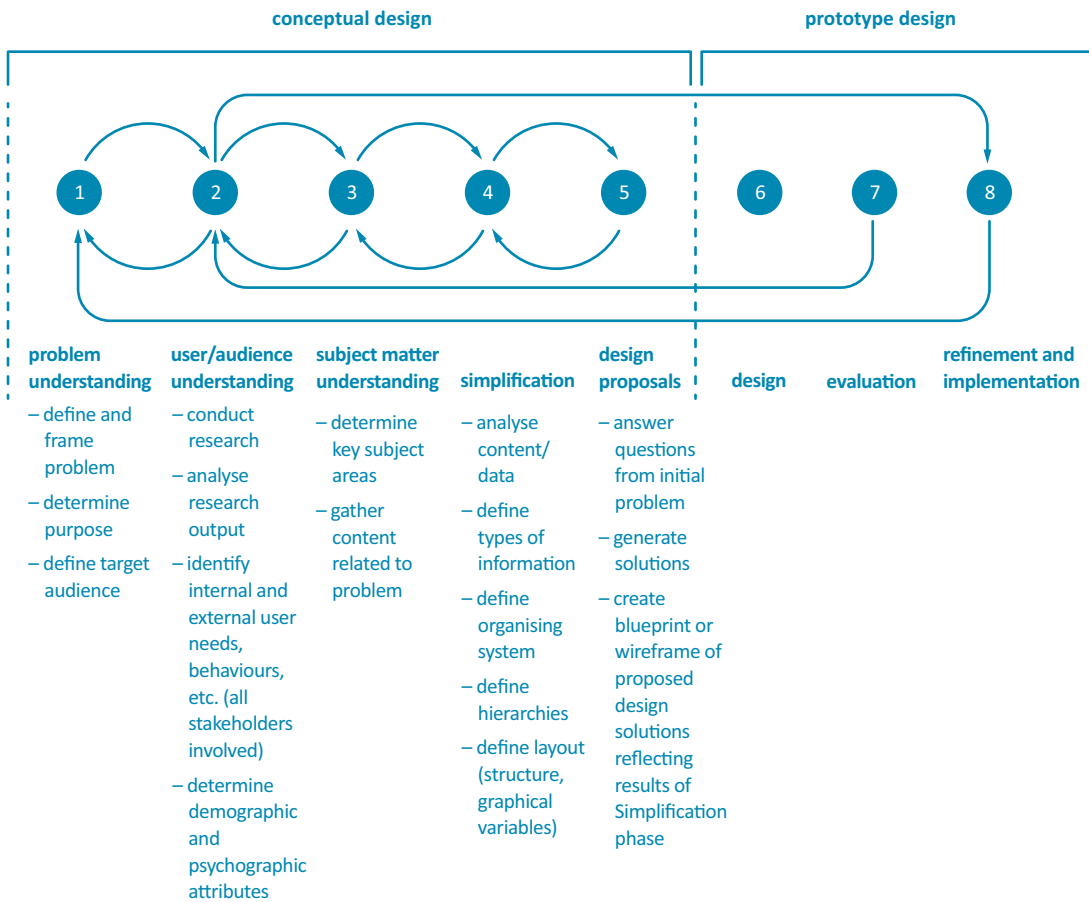 conceptual design
prototype design
1
2
3
4
5
6
7
8
problem
understanding
– define and
frame
problem
– determine
purpose
– define target
audience
user/audience
understanding
– conduct
research
– analyse
research
output
– identify
internal and
external user
needs,
behaviours,
etc. (all
stakeholders
involved)
– determine
demographic
and
psychographic
attributes
subject matter
understanding
– determine
key subject
areas
– gather
content
related to
problem
simplification
– analyse
content/
data
– define
types of
information
– define
organising
system
– define
hierarchies
– define layout
(structure,
graphical
variables)
design
proposals
– answer
questions
from initial
problem
– generate
solutions
– create
blueprint or
wireframe of
proposed
design
solutions
reflecting
results of
Simplification
phase
design
evaluation
refinement and
implementation